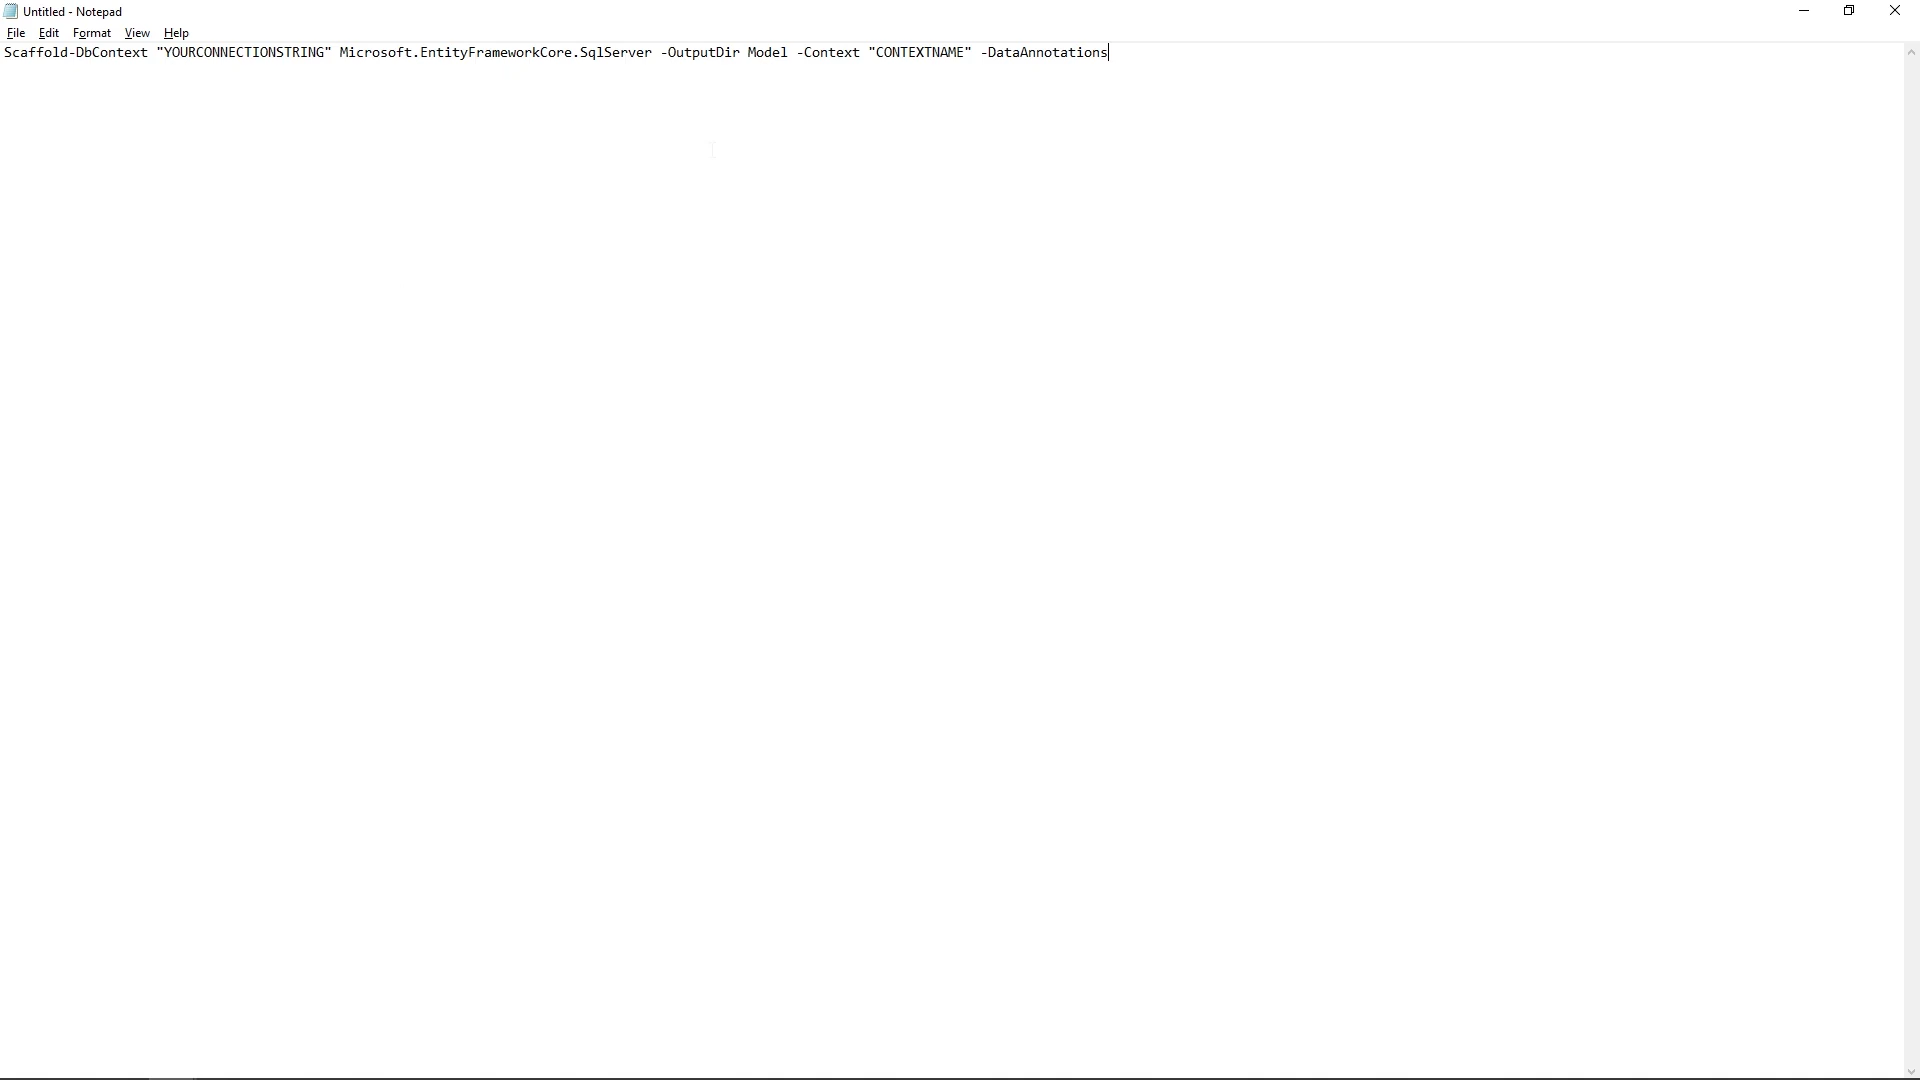 Untitled - Notepad
File Edit Format View Help
Scaffold-DbContext "YOURCONNECTIONSTRING" Microsoft.EntityFrameworkCore.SqlServer -OutputDir Model -Context "CONTEXTNAME" -DataAnnotations